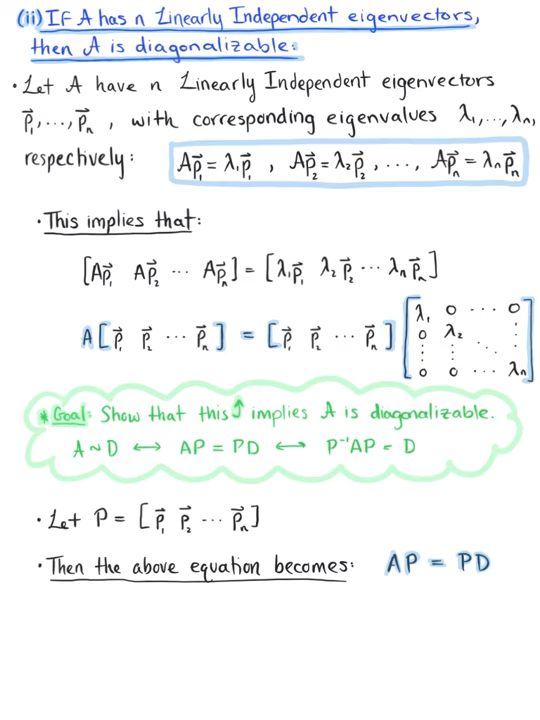 (ii) IF A has n Linearly Independent eigenvectors,
then A is diagonalizable:
• Let A have n Linearly Independent eigenvectors
p⃗₁, ..., p⃗ₙ , with corresponding eigenvalues λ₁, ..., λₙ,
respectively: Ap⃗₁ = λ₁p⃗₁ , Ap⃗₂ = λ₂p⃗₂ , ..., Ap⃗ₙ = λₙp⃗ₙ
• This implies that:
[Ap⃗₁ Ap⃗₂ ... Ap⃗ₙ] = [λ₁p⃗₁ λ₂p⃗₂ ... λₙp⃗ₙ]
A[p⃗₁ p⃗₂ ... p⃗ₙ] = [p⃗₁ p⃗₂ ... p⃗ₙ] [λ₁ 0 ... 0
0 λ₂ ⋮
⋮ ⋮ ⋱ ⋮
0 0 ... λₙ]
* Goal: Show that this ↑ implies A is diagonalizable.
A ~ D ⟷ AP = PD ⟷ P⁻¹AP = D
• Let P = [p⃗₁ p⃗₂ ... p⃗ₙ]
• Then the above equation becomes: AP = PD